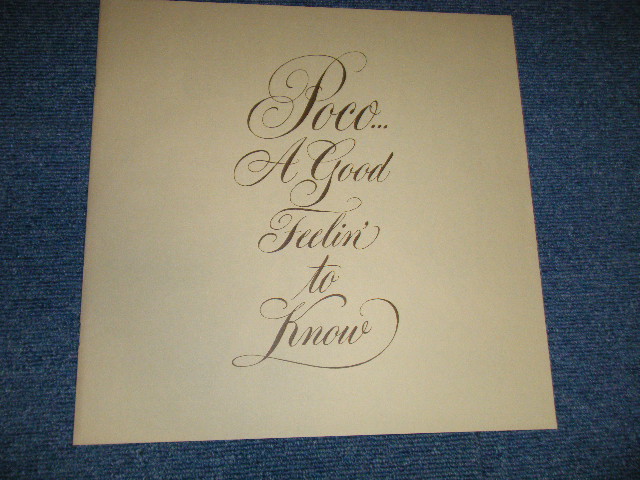 Poco...
A Good
Feelin'
to
Know